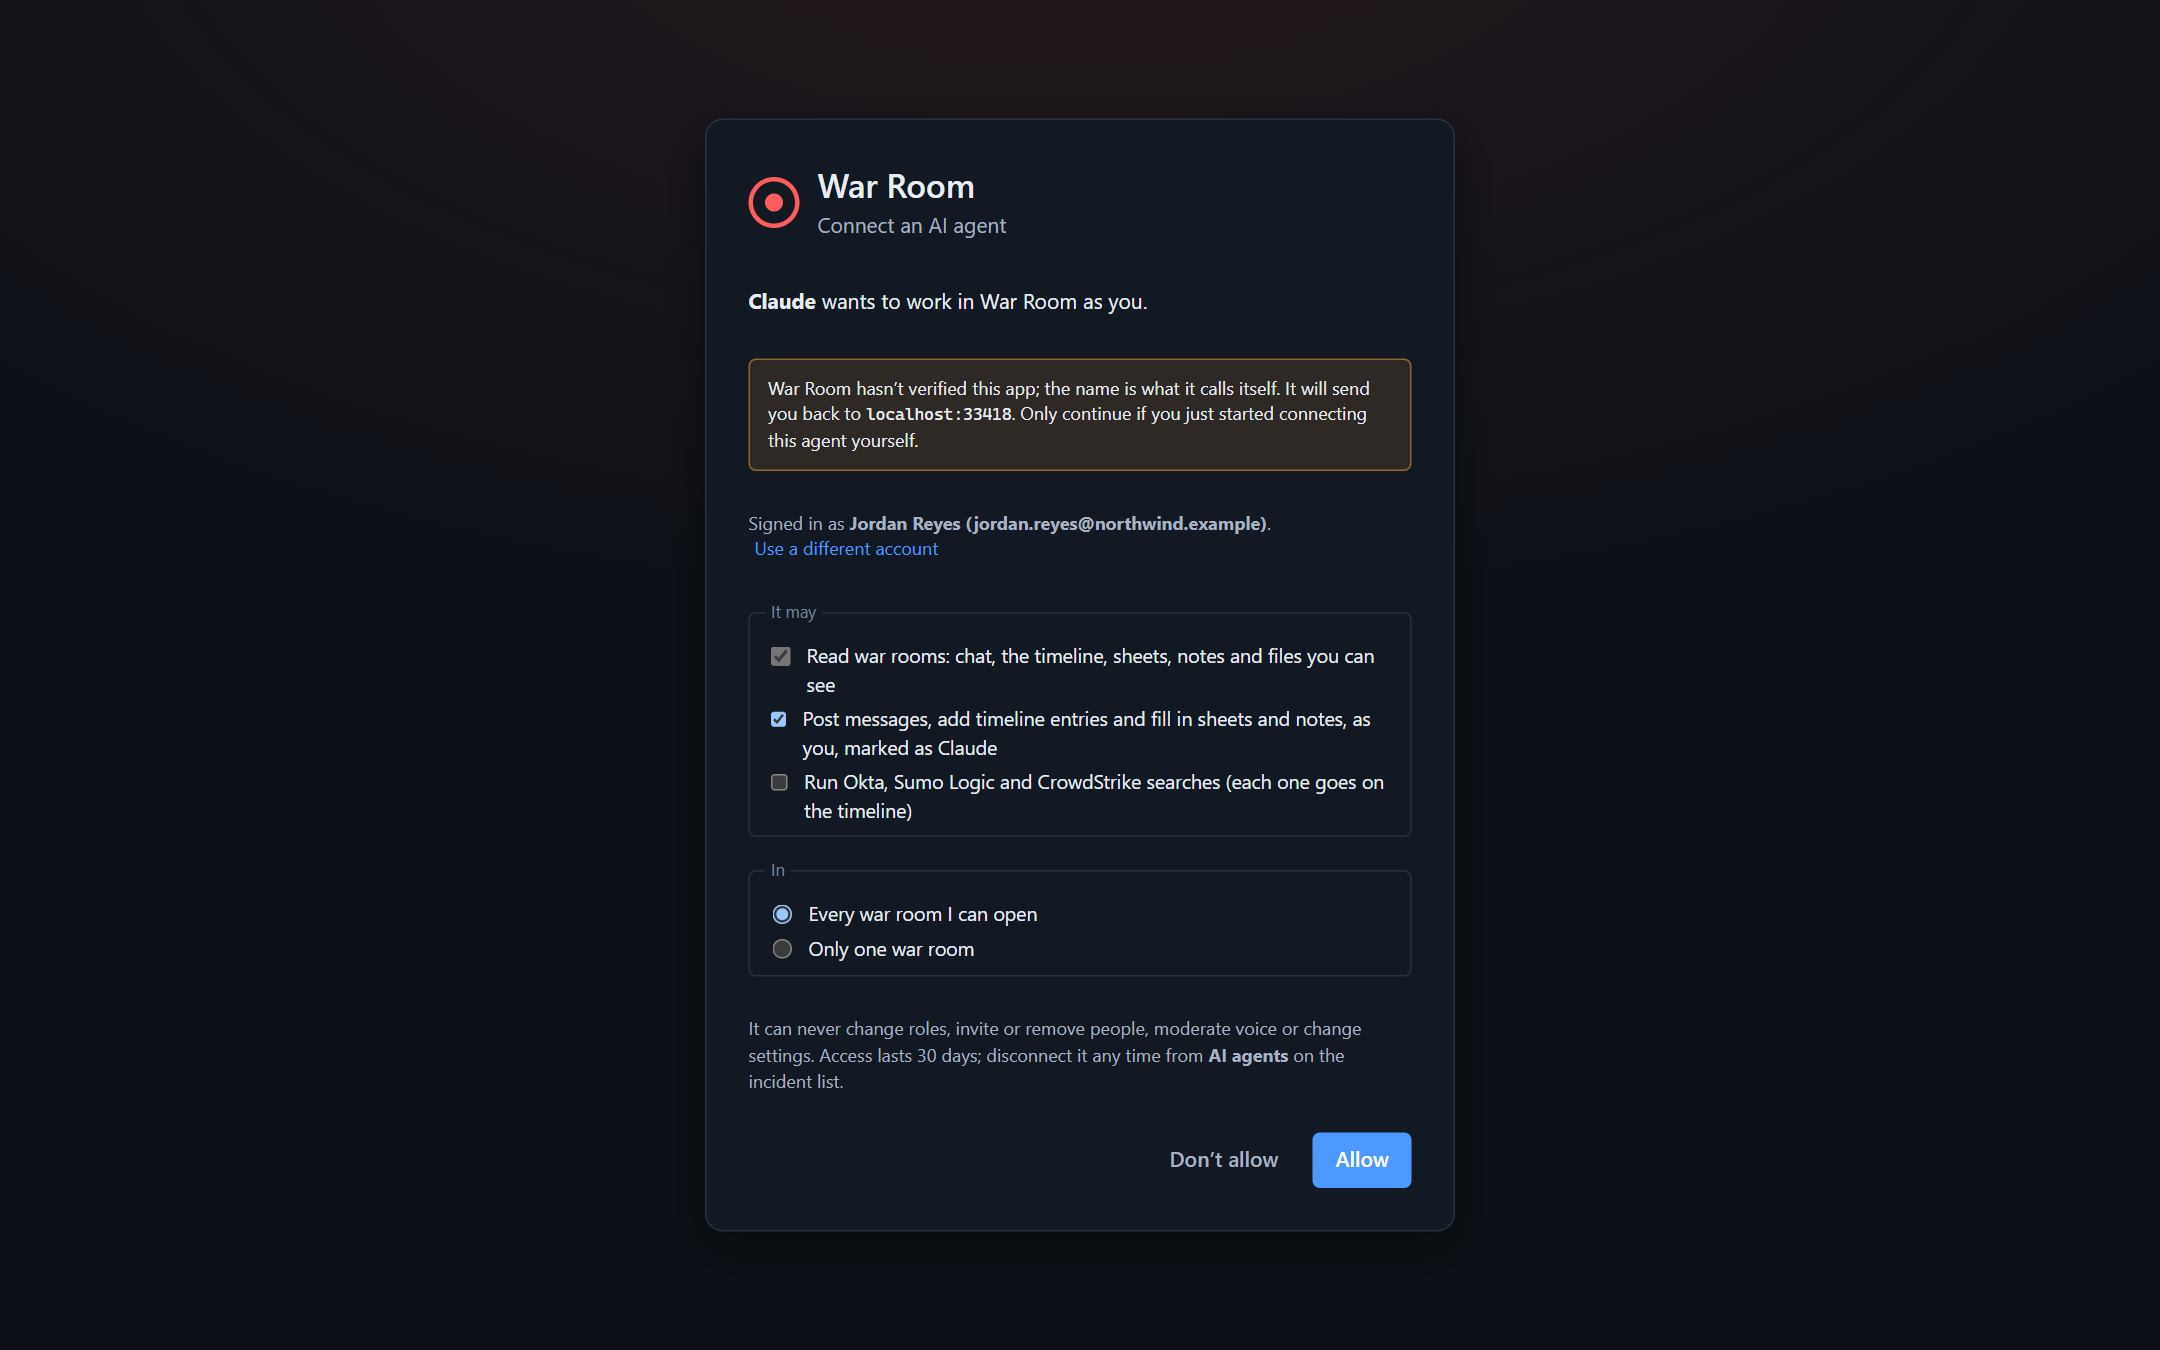 War Room
Connect an AI agent
Claude wants to work in War Room as you.
War Room hasn’t verified this app; the name is what it calls itself. It will send
you back to localhost:33418. Only continue if you just started connecting
this agent yourself.
Signed in as Jordan Reyes (jordan.reyes@northwind.example).
Use a different account
It may
Read war rooms: chat, the timeline, sheets, notes and files you can
see
Post messages, add timeline entries and fill in sheets and notes, as
you, marked as Claude
Run Okta, Sumo Logic and CrowdStrike searches (each one goes on
the timeline)
In
Every war room I can open
Only one war room
It can never change roles, invite or remove people, moderate voice or change
settings. Access lasts 30 days; disconnect it any time from AI agents on the
incident list.
Don’t allow
Allow